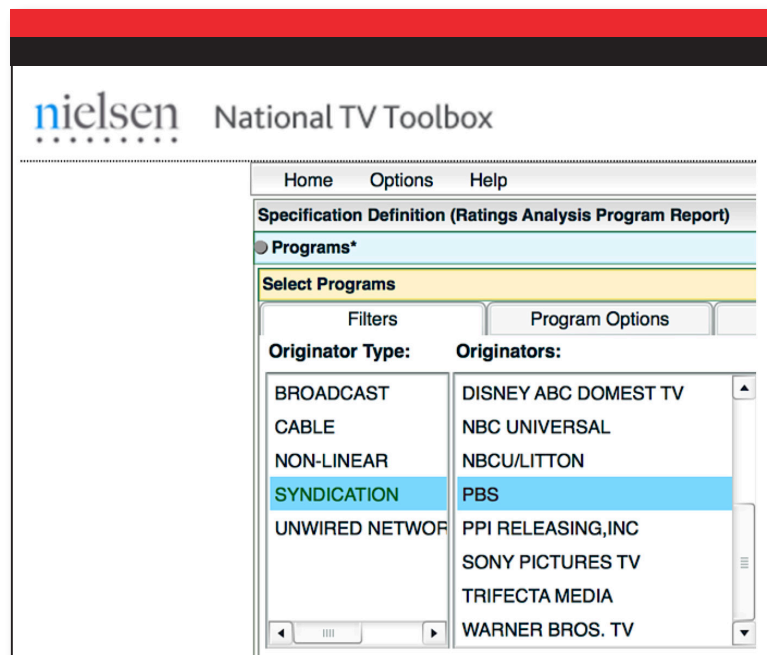 nielsen National TV Toolbox
Home Options Help
Specification Definition (Ratings Analysis Program Report)
Programs*
Select Programs
Filters Program Options
Originator Type: Originators:
BROADCAST DISNEY ABC DOMEST TV
CABLE NBC UNIVERSAL
NON-LINEAR NBCU/LITTON
SYNDICATION PBS
UNWIRED NETWOR PPI RELEASING,INC
SONY PICTURES TV
TRIFECTA MEDIA
WARNER BROS. TV